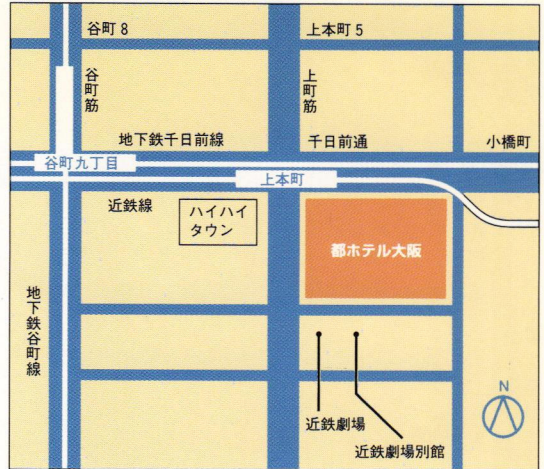 谷町8
上本町5
谷町筋
上町筋
地下鉄千日前線
千日前通
小橋町
谷町九丁目
上本町
近鉄線
ハイハイ
タウン
都ホテル大阪
地下鉄谷町線
近鉄劇場
近鉄劇場別館
N